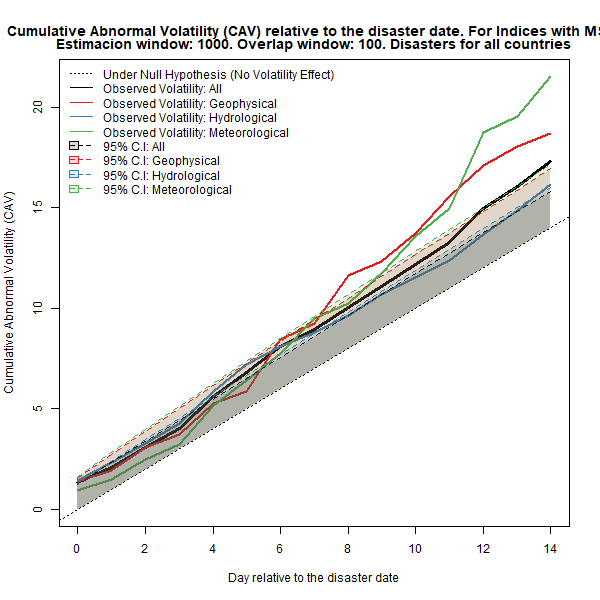 Cumulative Abnormal Volatility (CAV) relative to the disaster date. For Indices with
Estimacion window: 1000. Overlap window: 100. Disasters for all countries
Under Null Hypothesis (No Volatility Effect)
Observed Volatility: All
Observed Volatility: Geophysical
Observed Volatility: Hydrological
Observed Volatility: Meteorological
95% C.I: All
95% C.I: Geophysical
95% C.I: Hydrological
95% C.I: Meteorological
Cumulative Abnormal Volatility (CAV)
20
15
10
5
0
0 2 4 6 8 10 12 14
Day relative to the disaster date